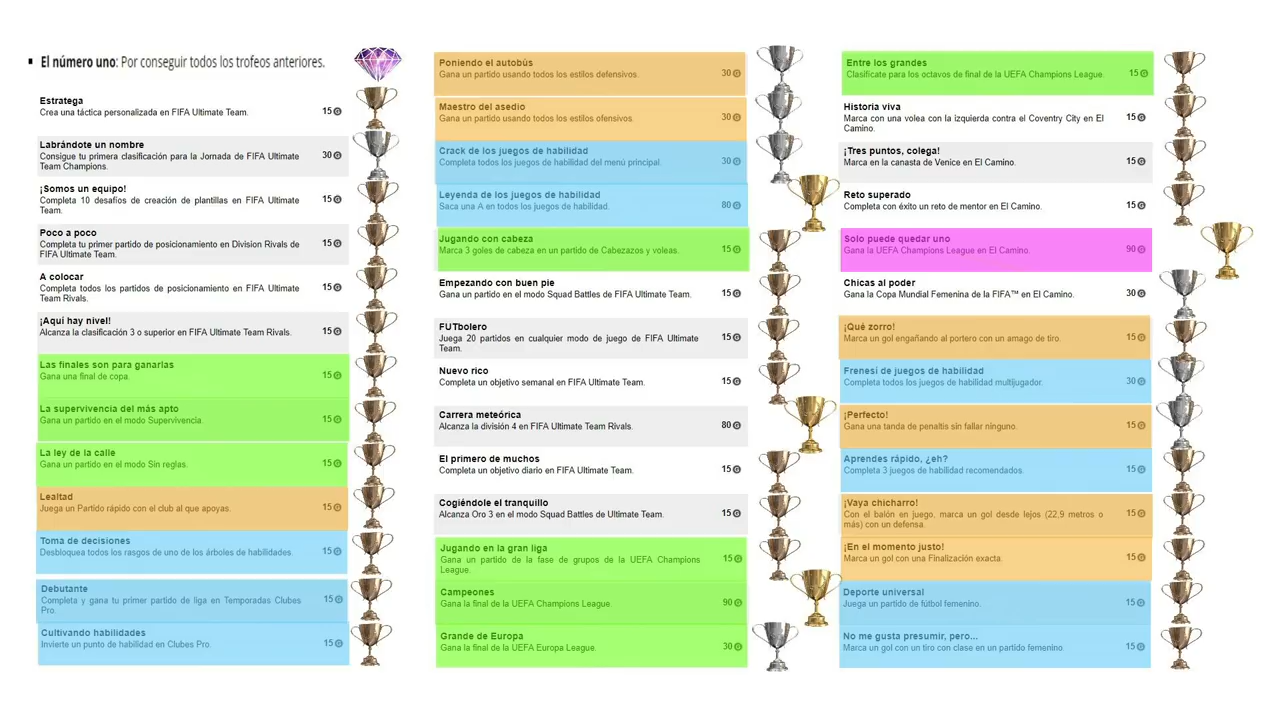 ▪ El número uno: Por conseguir todos los trofeos anteriores.
Estratega
Crea una táctica personalizada en FIFA Ultimate Team.
15 G
Labrándote un nombre
Consigue tu primera clasificación para la Jornada de FIFA Ultimate
Team Champions.
30 G
¡Somos un equipo!
Completa 10 desafíos de creación de plantillas en FIFA Ultimate
Team.
15 G
Poco a poco
Completa tu primer partido de posicionamiento en Division Rivals de
FIFA Ultimate Team.
15 G
A colocar
Completa todos los partidos de posicionamiento en FIFA Ultimate
Team Rivals.
15 G
¡Aquí hay nivel!
Alcanza la clasificación 3 o superior en FIFA Ultimate Team Rivals.
15 G
Las finales son para ganarlas
Gana una final de copa.
15 G
La supervivencia del más apto
Gana un partido en el modo Supervivencia.
15 G
La ley de la calle
Gana un partido en el modo Sin reglas.
15 G
Lealtad
Juega un Partido rápido con el club al que apoyas.
15 G
Toma de decisiones
Desbloquea todos los rasgos de uno de los árboles de habilidades.
15 G
Debutante
Completa y gana tu primer partido de liga en Temporadas Clubes
Pro.
15 G
Cultivando habilidades
Invierte un punto de habilidad en Clubes Pro.
15 G
Poniendo el autobús
Gana un partido usando todos los estilos defensivos.
30 G
Maestro del asedio
Gana un partido usando todos los estilos ofensivos.
30 G
Crack de los juegos de habilidad
Completa todos los juegos de habilidad del menú principal.
30 G
Leyenda de los juegos de habilidad
Saca una A en todos los juegos de habilidad.
80 G
Jugando con cabeza
Marca 3 goles de cabeza en un partido de Cabezazos y voleas.
15 G
Empezando con buen pie
Gana un partido en el modo Squad Battles de FIFA Ultimate Team.
15 G
FUTbolero
Juega 20 partidos en cualquier modo de juego de FIFA Ultimate
Team.
15 G
Nuevo rico
Completa un objetivo semanal en FIFA Ultimate Team.
15 G
Carrera meteórica
Alcanza la división 4 en FIFA Ultimate Team Rivals.
80 G
El primero de muchos
Completa un objetivo diario en FIFA Ultimate Team.
15 G
Cogiéndole el tranquillo
Alcanza Oro 3 en el modo Squad Battles de Ultimate Team.
15 G
Jugando en la gran liga
Gana un partido de la fase de grupos de la UEFA Champions
League.
15 G
Campeones
Gana la final de la UEFA Champions League.
90 G
Grande de Europa
Gana la final de la UEFA Europa League.
30 G
Entre los grandes
Clasifícate para los octavos de final de la UEFA Champions League.
15 G
Historia viva
Marca con una volea con la izquierda contra el Coventry City en El
Camino.
15 G
¡Tres puntos, colega!
Marca en la canasta de Venice en El Camino.
15 G
Reto superado
Completa con éxito un reto de mentor en El Camino.
15 G
Solo puede quedar uno
Gana la UEFA Champions League en El Camino.
90 G
Chicas al poder
Gana la Copa Mundial Femenina de la FIFA™ en El Camino.
30 G
¡Qué zorro!
Marca un gol engañando al portero con un amago de tiro.
15 G
Frenesí de juegos de habilidad
Completa todos los juegos de habilidad multijugador.
30 G
¡Perfecto!
Gana una tanda de penaltis sin fallar ninguno.
15 G
Aprendes rápido, ¿eh?
Completa 3 juegos de habilidad recomendados.
15 G
¡Vaya chicharro!
Con el balón en juego, marca un gol desde lejos (22,9 metros o
más) con un defensa.
15 G
¡En el momento justo!
Marca un gol con una Finalización exacta.
15 G
Deporte universal
Juega un partido de fútbol femenino.
15 G
No me gusta presumir, pero...
Marca un gol con un tiro con clase en un partido femenino.
15 G